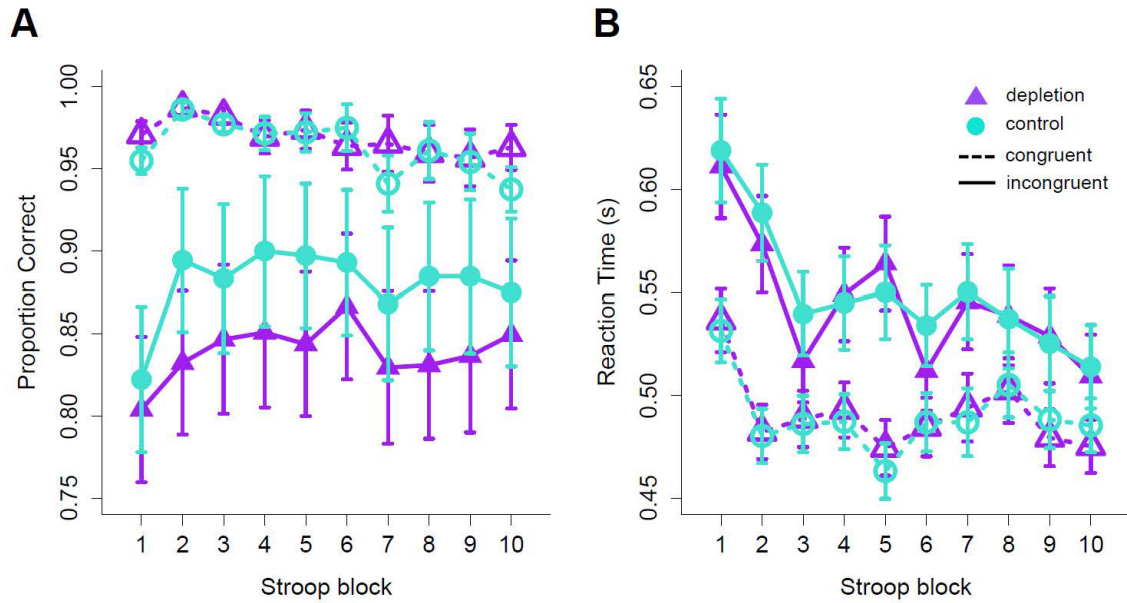 A
Proportion Correct
1.00
0.95
0.90
0.85
0.80
0.75
1 2 3 4 5 6 7 8 9 10
Stroop block
B
Reaction Time (s)
0.65
0.60
0.55
0.50
0.45
depletion
control
congruent
incongruent
1 2 3 4 5 6 7 8 9 10
Stroop block